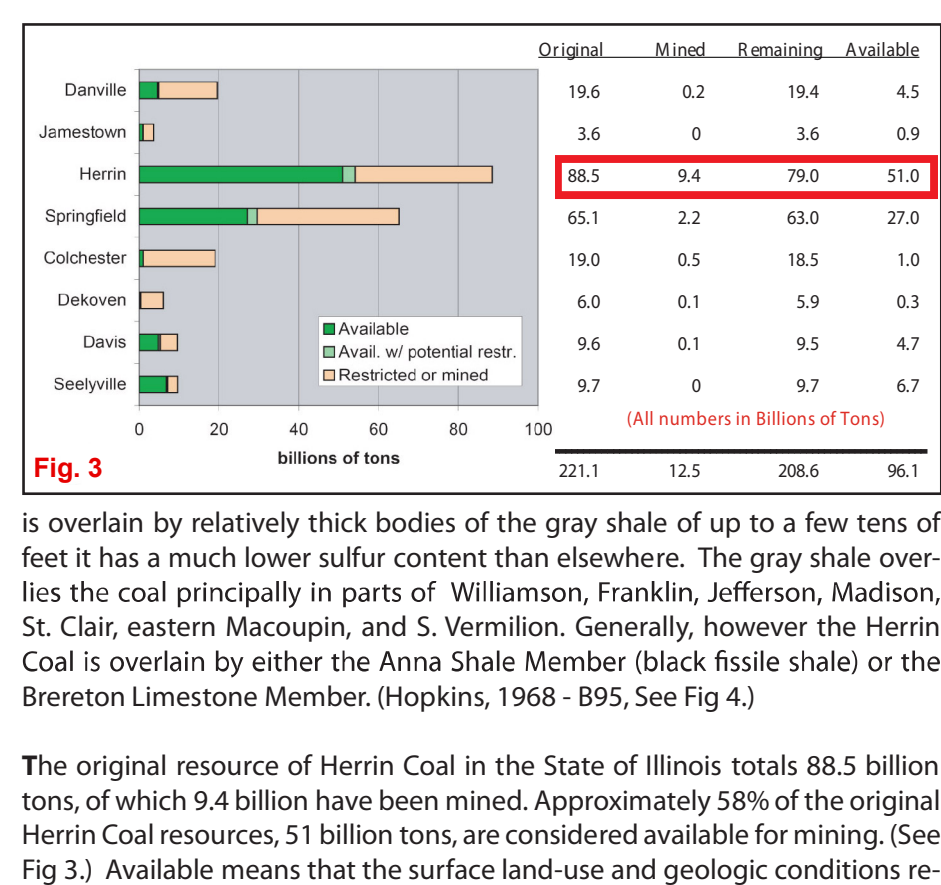 Original Mined Remaining Available
Danville 19.6 0.2 19.4 4.5
Jamestown 3.6 0 3.6 0.9
Herrin 88.5 9.4 79.0 51.0
Springfield 65.1 2.2 63.0 27.0
Colchester 19.0 0.5 18.5 1.0
Dekoven 6.0 0.1 5.9 0.3
Available
Davis 9.6 0.1 9.5 4.7
Avail. w/ potential restr.
Restricted or mined
Seelyville 9.7 0 9.7 6.7
(All numbers in Billions of Tons)
0 20 40 60 80 100
billions of tons
Fig. 3
221.1 12.5 208.6 96.1
is overlain by relatively thick bodies of the gray shale of up to a few tens of
feet it has a much lower sulfur content than elsewhere. The gray shale over-
lies the coal principally in parts of Williamson, Franklin, Jefferson, Madison,
St. Clair, eastern Macoupin, and S. Vermilion. Generally, however the Herrin
Coal is overlain by either the Anna Shale Member (black fissile shale) or the
Brereton Limestone Member. (Hopkins, 1968 - B95, See Fig 4.)
The original resource of Herrin Coal in the State of Illinois totals 88.5 billion
tons, of which 9.4 billion have been mined. Approximately 58% of the original
Herrin Coal resources, 51 billion tons, are considered available for mining. (See
Fig 3.) Available means that the surface land-use and geologic conditions re-